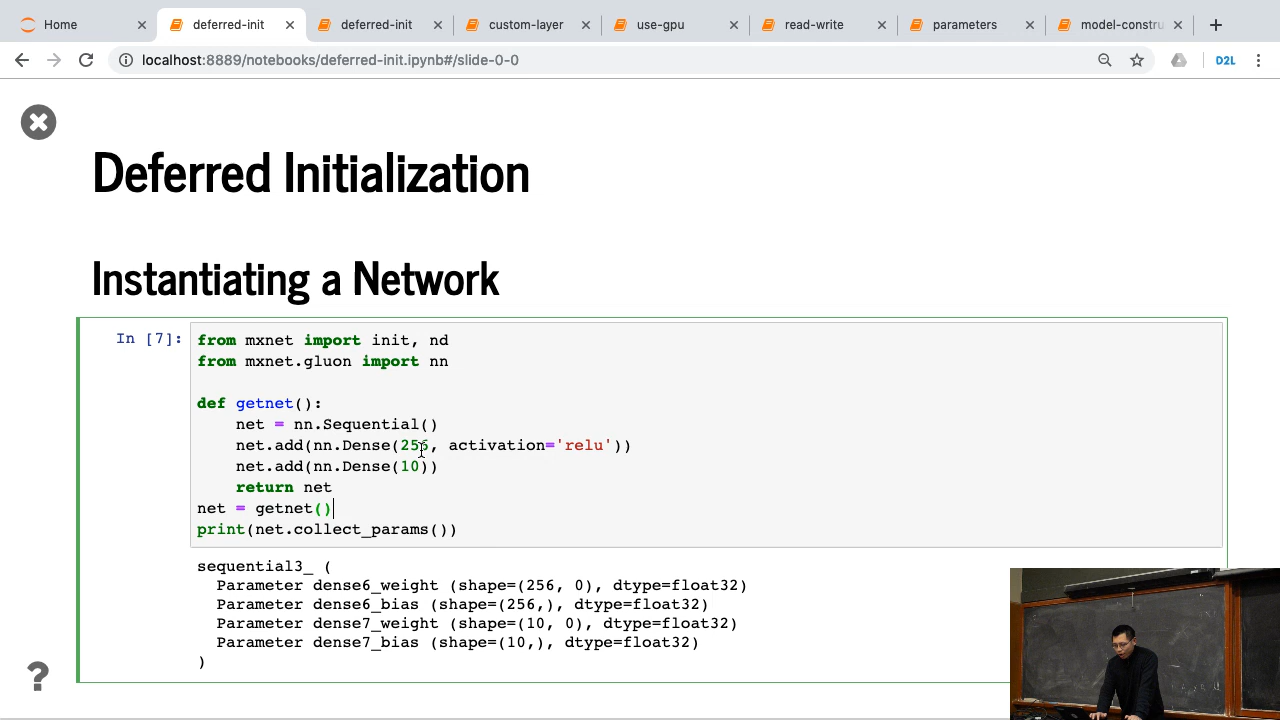 Home
deferred-init
deferred-init
custom-layer
use-gpu
read-write
parameters
model-constru
localhost:8889/notebooks/deferred-init.ipynb#/slide-0-0
D2L
Deferred Initialization
Instantiating a Network
In [7]:
from mxnet import init, nd
from mxnet.gluon import nn
def getnet():
    net = nn.Sequential()
    net.add(nn.Dense(256, activation='relu'))
    net.add(nn.Dense(10))
    return net
net = getnet()
print(net.collect_params())
sequential3_ (
  Parameter dense6_weight (shape=(256, 0), dtype=float32)
  Parameter dense6_bias (shape=(256,), dtype=float32)
  Parameter dense7_weight (shape=(10, 0), dtype=float32)
  Parameter dense7_bias (shape=(10,), dtype=float32)
)
?